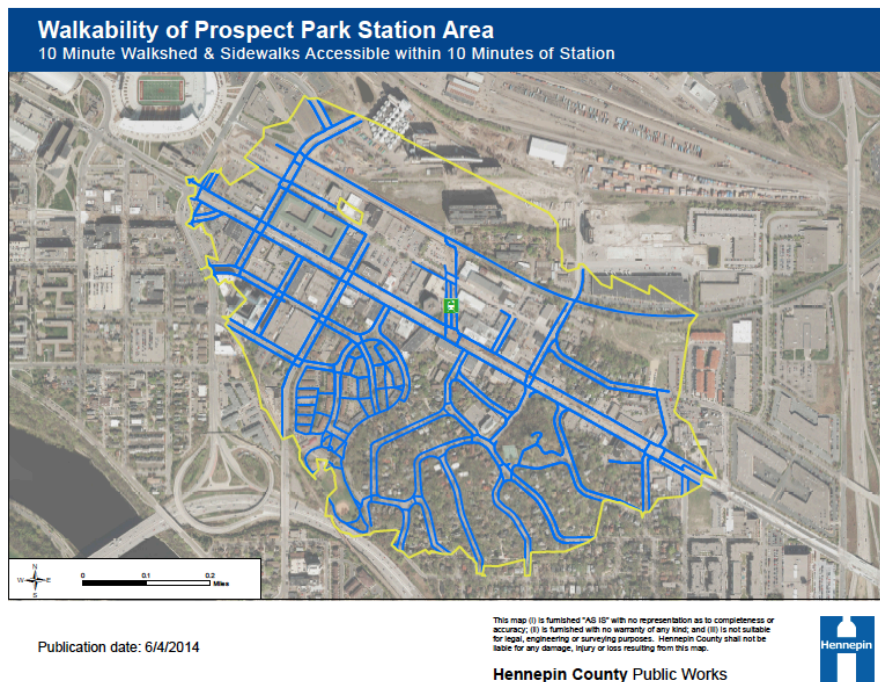 Walkability of Prospect Park Station Area
10 Minute Walkshed & Sidewalks Accessible within 10 Minutes of Station
N
W E
S
0 0.1 0.2
Miles
Publication date: 6/4/2014
This map (i) is furnished "AS IS" with no representation as to completeness or
accuracy; (ii) is furnished with no warranty of any kind; and (iii) is not suitable
for legal, engineering or surveying purposes. Hennepin County shall not be
liable for any damage, injury or loss resulting from this map.
Hennepin County Public Works
Hennepin